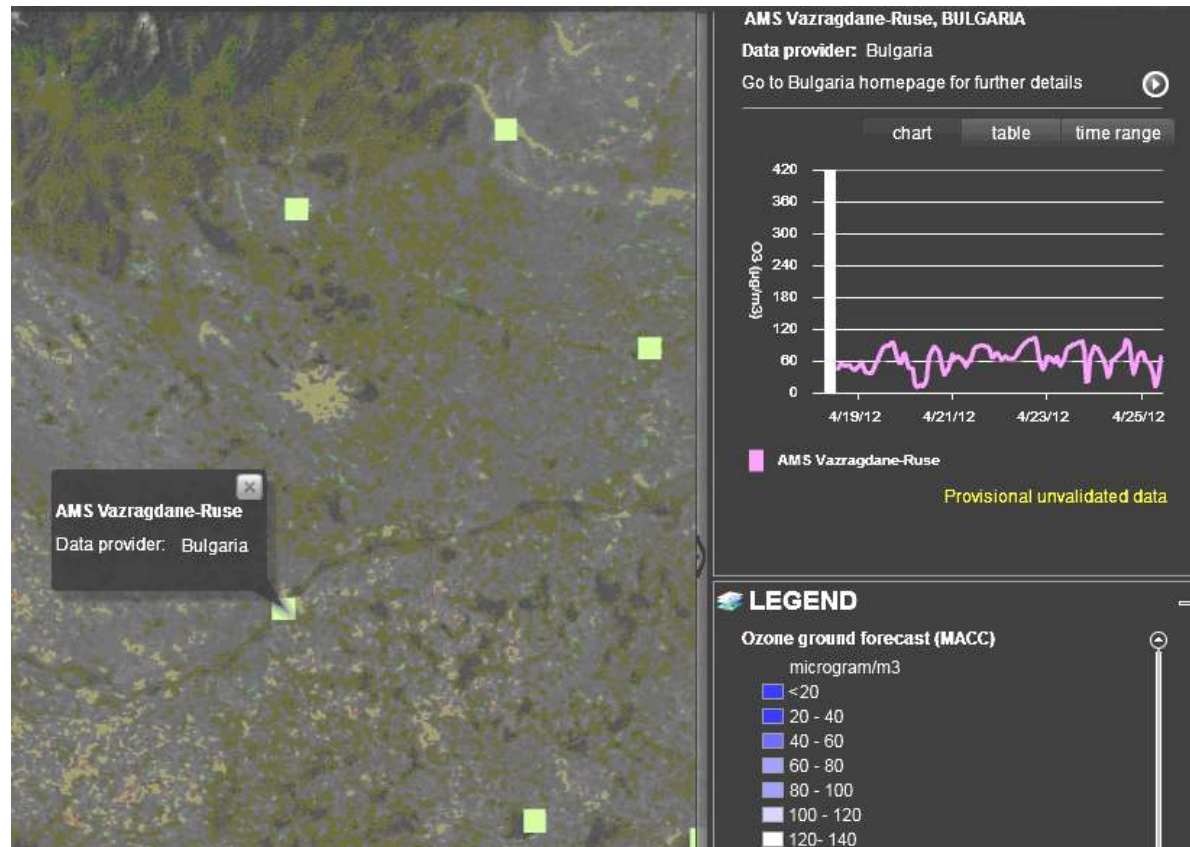 AMS Vazragdane-Ruse
Data provider: Bulgaria
AMS Vazragdane-Ruse, BULGARIA
Data provider: Bulgaria
Go to Bulgaria homepage for further details
chart table time range
420
360
300
240
180
120
60
0
O3 (µg/m3)
4/19/12 4/21/12 4/23/12 4/25/12
AMS Vazragdane-Ruse
Provisional unvalidated data
LEGEND
Ozone ground forecast (MACC)
microgram/m3
<20
20 - 40
40 - 60
60 - 80
80 - 100
100 - 120
120- 140